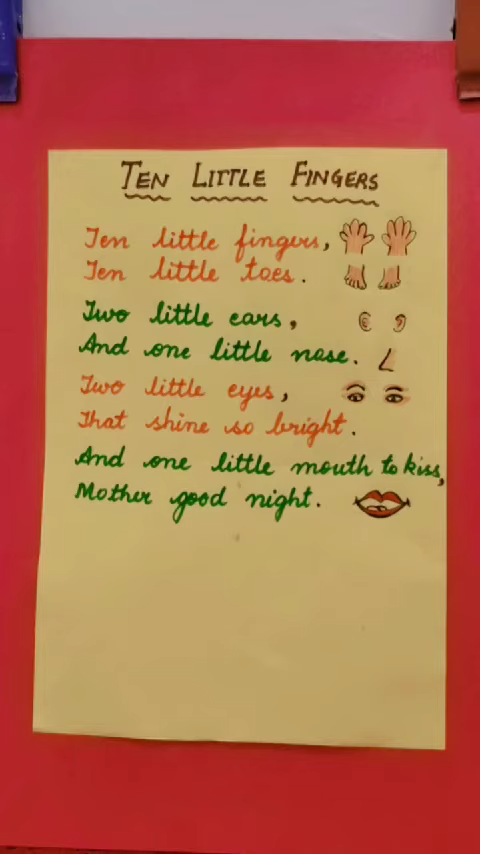 TEN LITTLE FINGERS
Ten little fingers,
Ten little toes.
Two little ears,
And one little nose.
Two little eyes,
That shine so bright.
And one little mouth to kiss,
Mother good night.